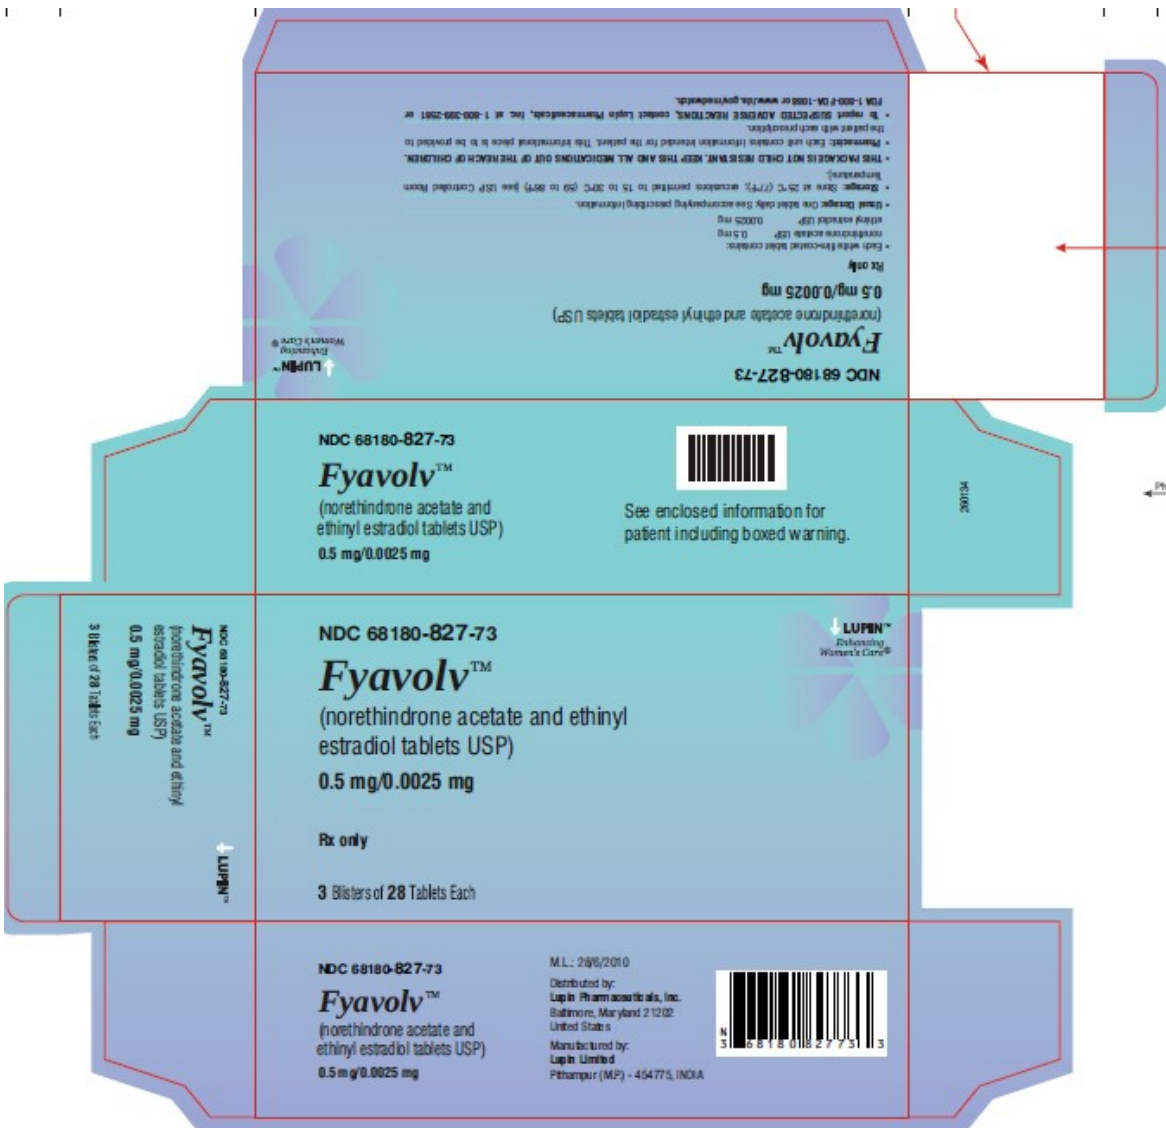 NDC 68180-827-73
Fyavolv™
(norethindrone acetate and ethinyl estradiol tablets USP)
0.5 mg/0.0025 mg
Rx only
• Each white film-coated tablet contains:
norethindrone acetate USP 0.5 mg
ethinyl estradiol USP 0.0025 mg
• Usual Dosage: One tablet daily. See accompanying prescribing information.
• Storage: Store at 25°C (77°F); excursions permitted to 15 to 30°C (59 to 86°F) [see USP Controlled Room
Temperature].
• THIS PACKAGE IS NOT CHILD RESISTANT. KEEP THIS AND ALL MEDICATIONS OUT OF THE REACH OF CHILDREN.
• Pharmacist: Each unit contains information intended for the patient. This informational piece is to be provided to
the patient with each prescription.
• To report SUSPECTED ADVERSE REACTIONS, contact Lupin Pharmaceuticals, Inc. at 1-800-399-2561 or
FDA 1-800-FDA-1088 or www.fda.gov/medwatch.
LUPIN™
Enhancing
Women's Care®
NDC 68180-827-73
Fyavolv™
(norethindrone acetate and
ethinyl estradiol tablets USP)
0.5 mg/0.0025 mg
See enclosed information for
patient including boxed warning.
260134
Ph
NDC 68180-827-73
Fyavolv™
(norethindrone acetate and ethinyl
estradiol tablets USP)
0.5 mg/0.0025 mg
3 Blisters of 28 Tablets Each
LUPIN™
NDC 68180-827-73
Fyavolv™
(norethindrone acetate and ethinyl
estradiol tablets USP)
0.5 mg/0.0025 mg
Rx only
3 Blisters of 28 Tablets Each
LUPIN™
Enhancing
Women's Care®
NDC 68180-827-73
Fyavolv™
(norethindrone acetate and
ethinyl estradiol tablets USP)
0.5 mg/0.0025 mg
M.L.: 28/6/2010
Distributed by:
Lupin Pharmaceuticals, Inc.
Baltimore, Maryland 21202
United States
Manufactured by:
Lupin Limited
Pithampur (M.P.) - 454775, INDIA
N
3 68180 82773 3